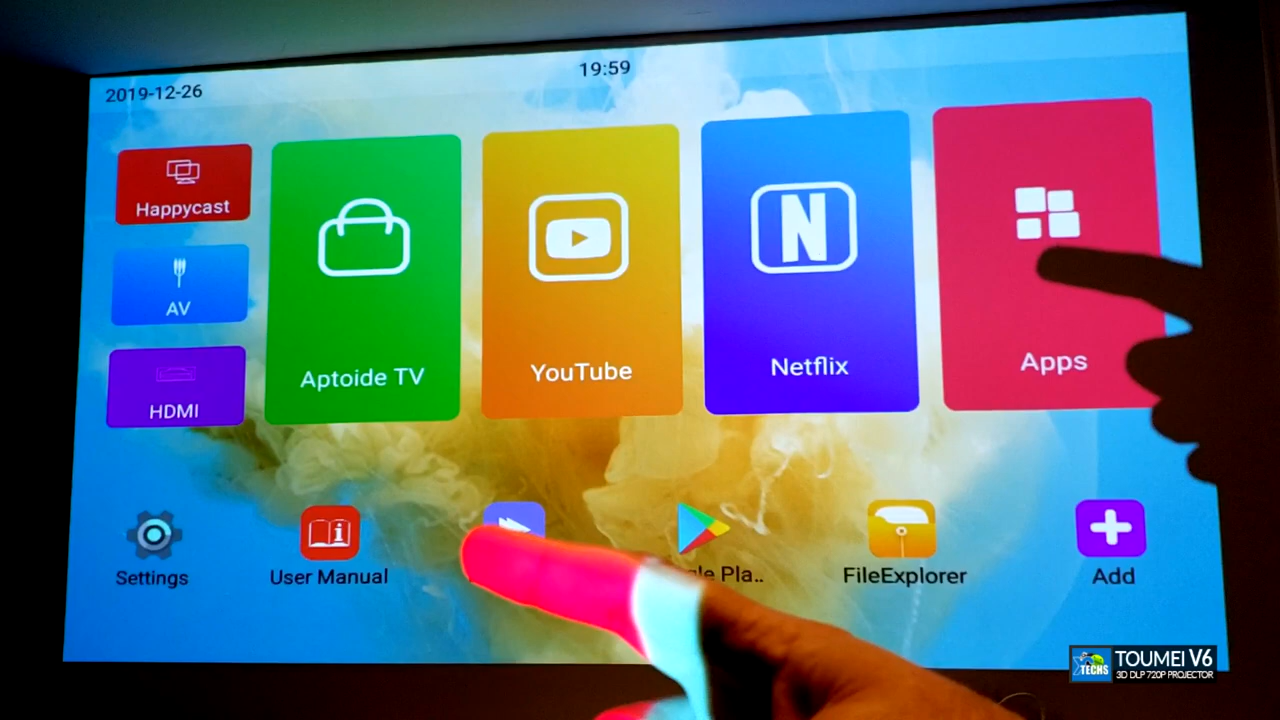 19:59
2019-12-26
Happycast
AV
HDMI
Aptoide TV
YouTube
N
Netflix
Apps
Settings
User Manual
Pla..
FileExplorer
Add
TECHS
TOUMEI V6
3D DLP 720P PROJECTOR